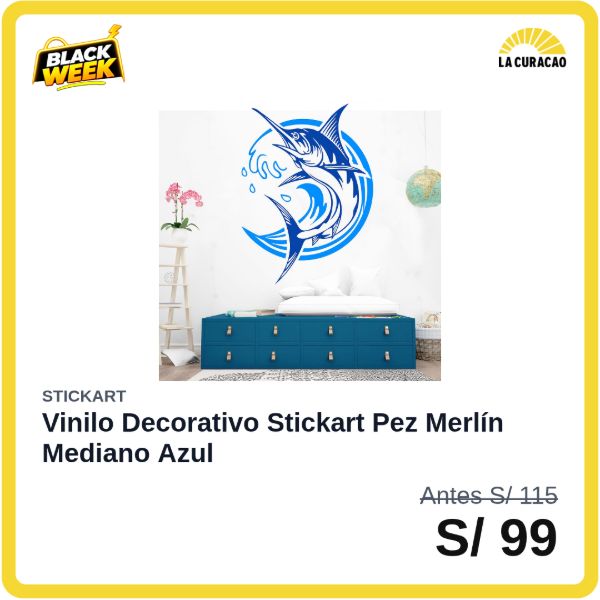 BLACK
WEEK
LA CURACAO
STICKART
Vinilo Decorativo Stickart Pez Merlín
Mediano Azul
Antes S/ 115
S/ 99